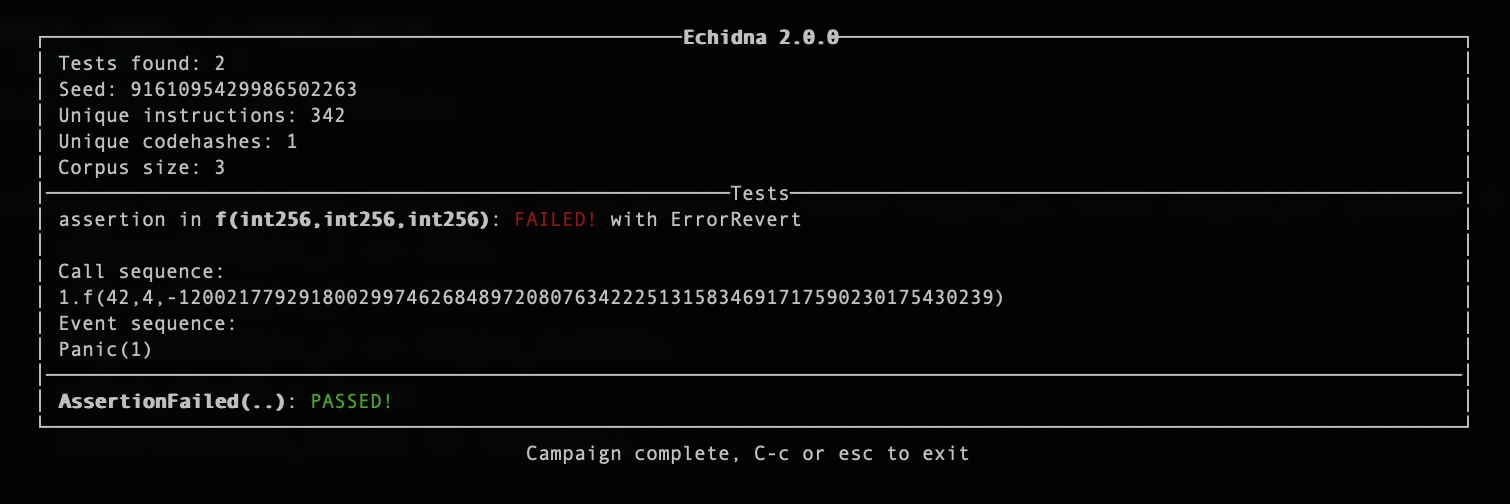 Echidna 2.0.0
Tests found: 2
Seed: 9161095429986502263
Unique instructions: 342
Unique codehashes: 1
Corpus size: 3
Tests
assertion in f(int256,int256,int256): FAILED! with ErrorRevert
Call sequence:
1.f(42,4,-12002177929180029974626848972080763422251315834691717590230175430239)
Event sequence:
Panic(1)
AssertionFailed(..): PASSED!
Campaign complete, C-c or esc to exit